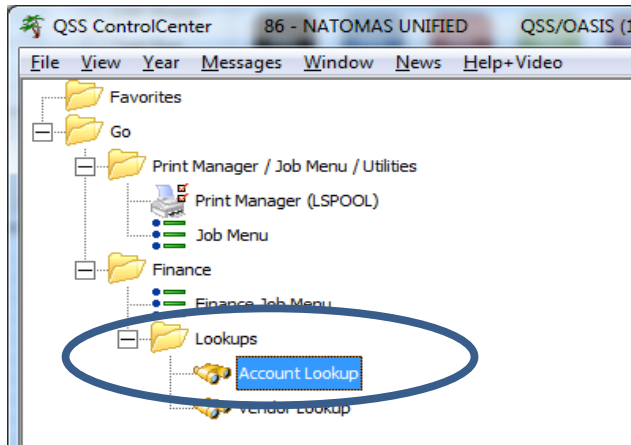 QSS ControlCenter 86 - NATOMAS UNIFIED QSS/OASIS (1
File View Year Messages Window News Help+Video
Favorites
Go
Print Manager / Job Menu / Utilities
Print Manager (LSPOOL)
Job Menu
Finance
Finance Job Menu
Lookups
Account Lookup
Vendor Lookup